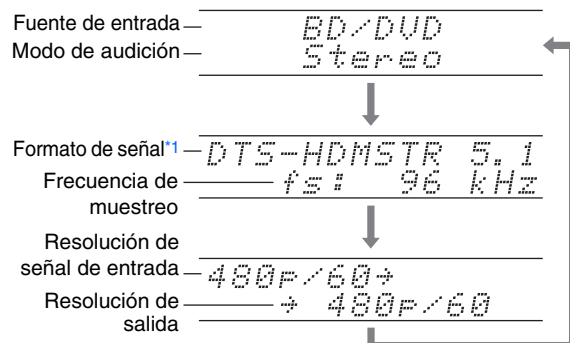 Fuente de entrada
BD/DVD
Modo de audición
Stereo
Formato de señal*1
DTS-HDMSTR 5.1
Frecuencia de
muestreo
fs: 96 kHz
Resolución de
señal de entrada
480p/60→
Resolución de
salida
→ 480p/60